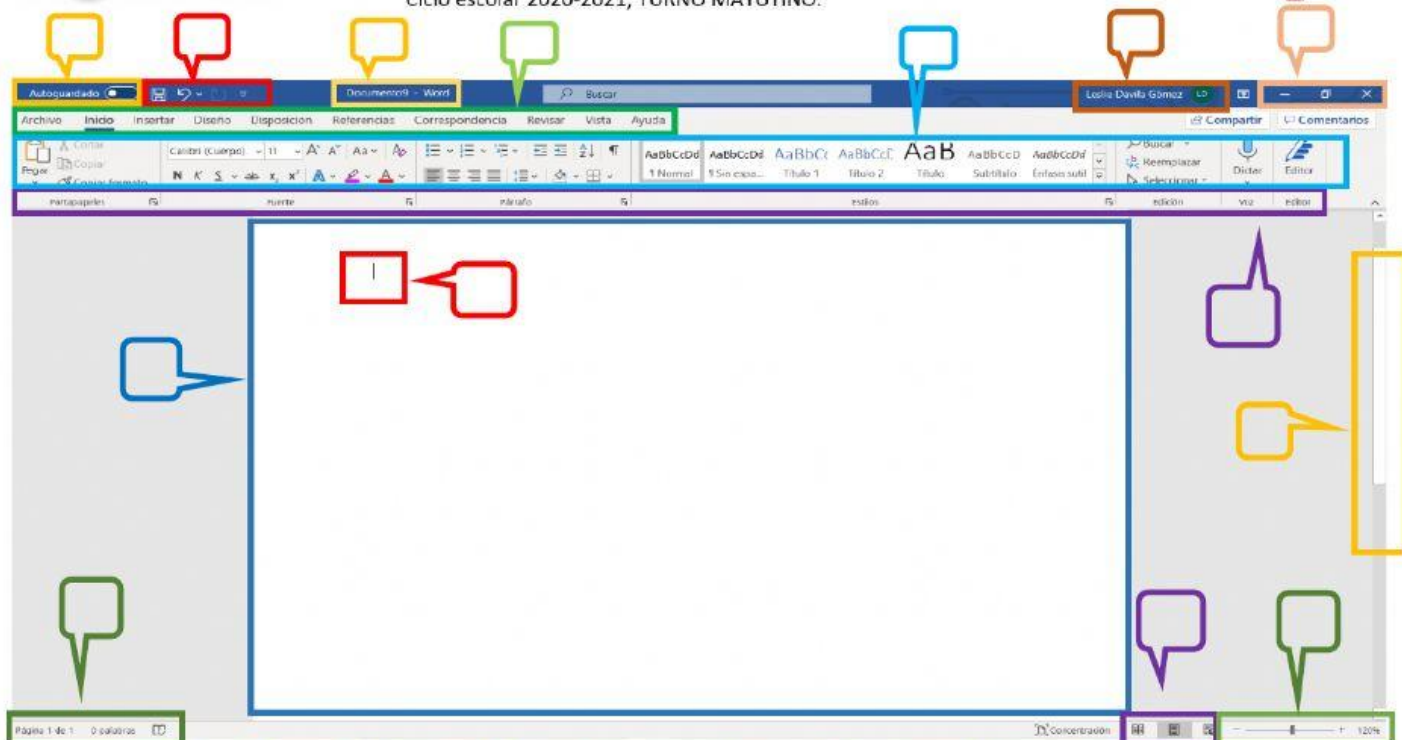 Ciclo escolar 2020-2021, TURNO MATUTINO.
Autoguardado Documento9 - Word Buscar Leslie Davila Gómez LD
Archivo Inicio Insertar Diseño Disposición Referencias Correspondencia Revisar Vista Ayuda Compartir Comentarios
Cortar Calibri (Cuerpo) 11 A A Aa A AaBbCcDd AaBbCcDd AaBbCc AaBbCcD AaB AaBbCcD AaBbCcDd Buscar
Copiar Reemplazar
Pegar Copiar formato N K S ab x x A A 1 Normal 1 Sin espa... Título 1 Título 2 Título Subtítulo Énfasis sutil Seleccionar Dictar Editor
Portapapeles Fuente Párrafo Estilos Edición Voz Editor
Página 1 de 1 0 palabras Concentración 120%